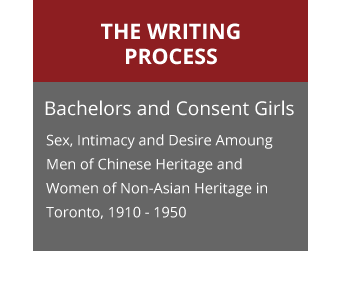 THE WRITING
PROCESS
Bachelors and Consent Girls
Sex, Intimacy and Desire Amoung
Men of Chinese Heritage and
Women of Non-Asian Heritage in
Toronto, 1910 - 1950